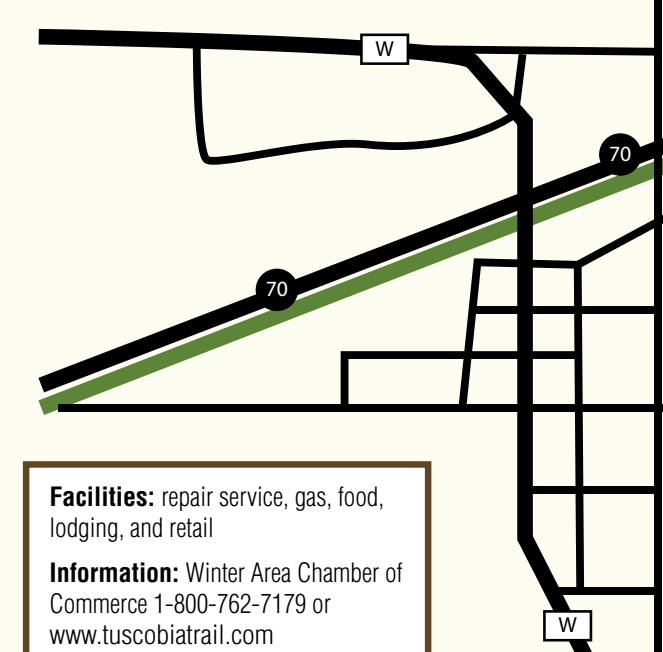 W
70
70
Facilities: repair service, gas, food,
lodging, and retail
Information: Winter Area Chamber of
Commerce 1-800-762-7179 or
www.tuscobiatrail.com
W